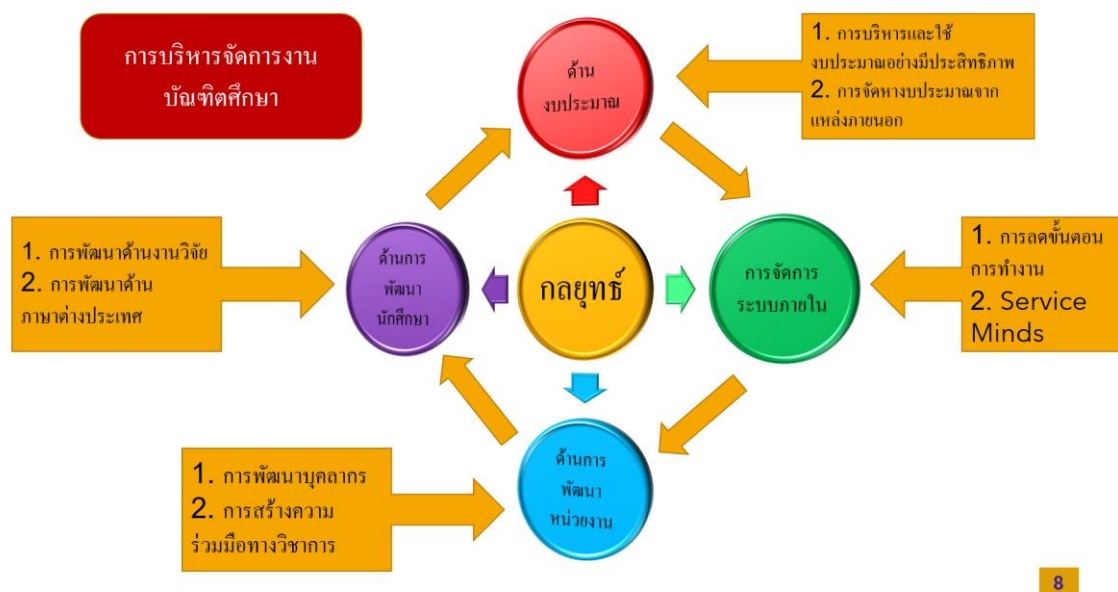 การบริหารจัดการงาน
บัณฑิตศึกษา
ด้าน
งบประมาณ
1. การบริหารและใช้
งบประมาณอย่างมีประสิทธิภาพ
2. การจัดหางบประมาณจาก
แหล่งภายนอก
1. การพัฒนาด้านงานวิจัย
2. การพัฒนาด้าน
ภาษาต่างประเทศ
ด้านการ
พัฒนา
นักศึกษา
กลยุทธ์
การจัดการ
ระบบภายใน
1. การลดขั้นตอน
การทำงาน
2. Service
Minds
1. การพัฒนาบุคลากร
2. การสร้างความ
ร่วมมือทางวิชาการ
ด้านการ
พัฒนา
หน่วยงาน
8